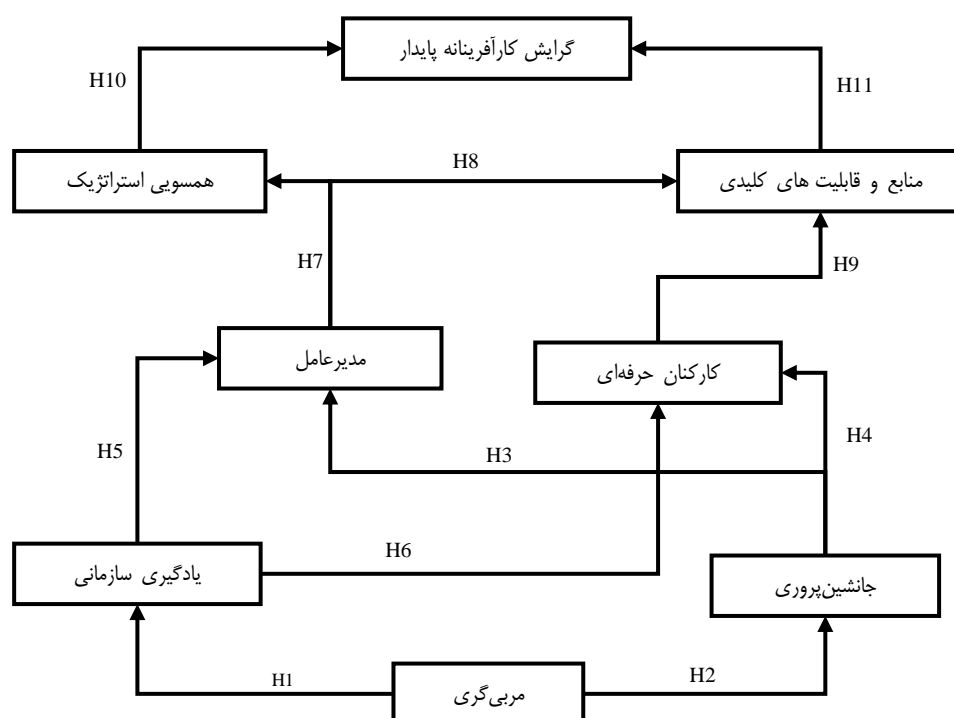 گرایش کارآفرینانه پایدار
H10
H11
همسویی استراتژیک
H8
منابع و قابلیت های کلیدی
H7
H9
مدیرعامل
کارکنان حرفه‌ای
H5
H3
H4
یادگیری سازمانی
H6
جانشین‌پروری
H1
مربی‌گری
H2